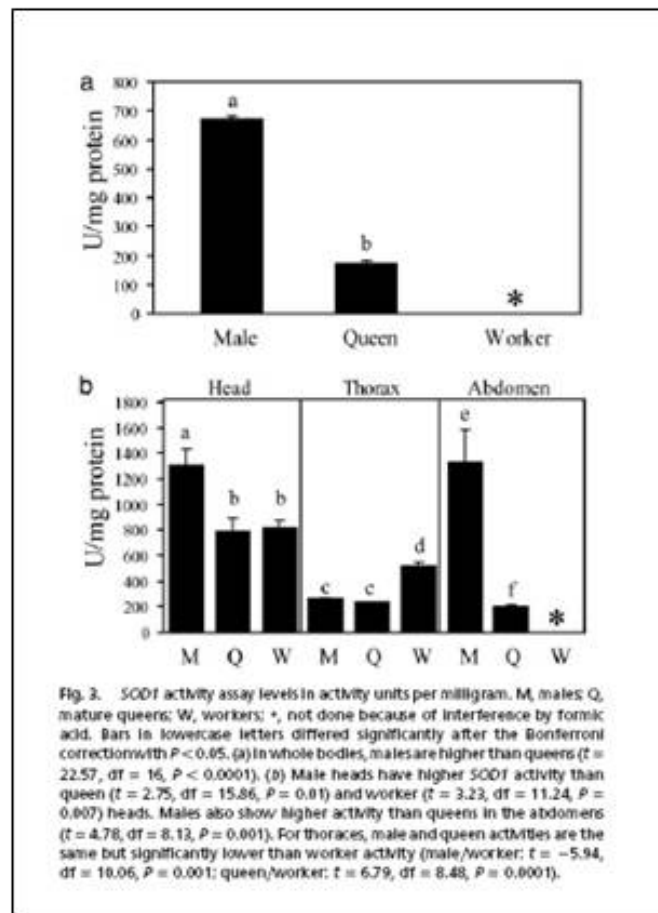 a
800
700
600
500
400
300
200
100
0
U/mg protein
a
b
*
Male Queen Worker
b
Head Thorax Abdomen
1800
1600
1400
1200
1000
800
600
400
200
0
U/mg protein
a
b
b
c
c
d
e
f
*
M Q W M Q W M Q W
Fig. 3. SOD1 activity assay levels in activity units per milligram. M, males; Q,
mature queens; W, workers; *, not done because of interference by formic
acid. Bars in lowercase letters differed significantly after the Bonferroni
correction with P < 0.05. (a) In whole bodies, males are higher than queens (t =
22.57, df = 16, P < 0.0001). (b) Male heads have higher SOD1 activity than
queen (t = 2.75, df = 15.86, P = 0.01) and worker (t = 3.23, df = 11.24, P =
0.007) heads. Males also show higher activity than queens in the abdomens
(t = 4.78, df = 8.13, P = 0.001). For thoraces, male and queen activities are the
same but significantly lower than worker activity (male/worker: t = −5.94,
df = 10.06, P = 0.001; queen/worker: t = 6.79, df = 8.48, P = 0.0001).